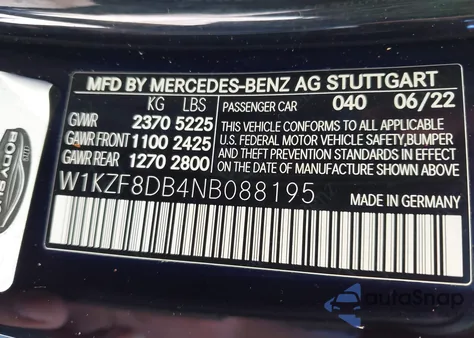 MFD BY MERCEDES-BENZ AG STUTTGART
KG LBS PASSENGER CAR 040 06/22
GVWR 2370 5225
GAWR FRONT 1100 2425
GAWR REAR 1270 2800
THIS VEHICLE CONFORMS TO ALL APPLICABLE
U.S. FEDERAL MOTOR VEHICLE SAFETY,BUMPER
AND THEFT PREVENTION STANDARDS IN EFFECT
ON THE DATE OF MANUFACTURE SHOWN ABOVE
W1KZF8DB4NB088195
MADE IN GERMANY
BODY
autoSnap